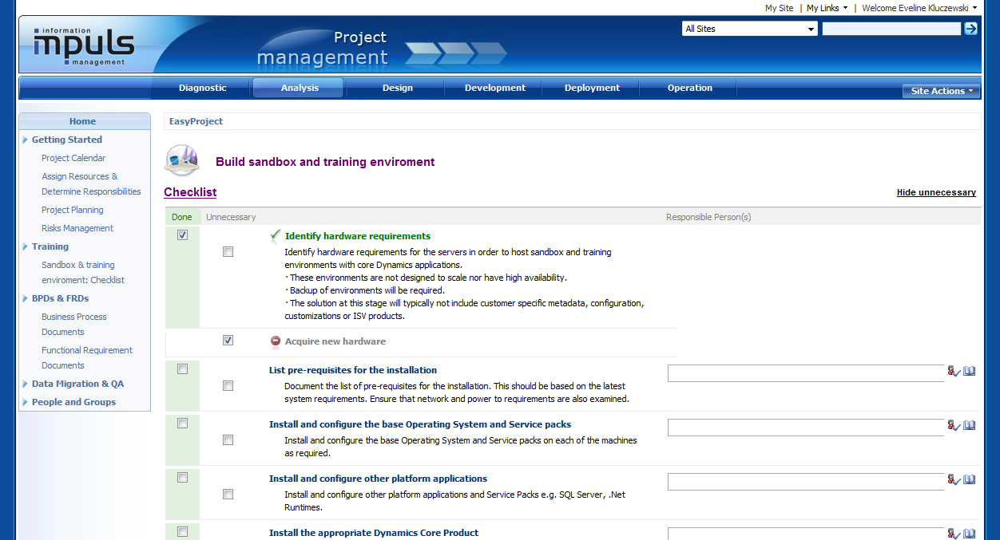 My Site | My Links | Welcome Eveline Kluczewski
information
mpuls
management
Project
management
All Sites
Diagnostic Analysis Design Development Deployment Operation
Site Actions
Home
Getting Started
Project Calendar
Assign Resources &
Determine Responsibilities
Project Planning
Risks Management
Training
Sandbox & training
enviroment: Checklist
BPDs & FRDs
Business Process
Documents
Functional Requirement
Documents
Data Migration & QA
People and Groups
EasyProject
Build sandbox and training enviroment
Checklist
Hide unnecessary
Done Unnecessary Responsible Person(s)
Identify hardware requirements
Identify hardware requirements for the servers in order to host sandbox and training
environments with core Dynamics applications.
· These environments are not designed to scale nor have high availability.
· Backup of environments will be required.
· The solution at this stage will typically not include customer specific metadata, configuration,
customizations or ISV products.
Acquire new hardware
List pre-requisites for the installation
Document the list of pre-requisites for the installation. This should be based on the latest
system requirements. Ensure that network and power to requirements are also examined.
Install and configure the base Operating System and Service packs
Install and configure the base Operating System and Service packs on each of the machines
as required.
Install and configure other platform applications
Install and configure other platform applications and Service Packs e.g. SQL Server, .Net
Runtimes.
Install the appropriate Dynamics Core Product